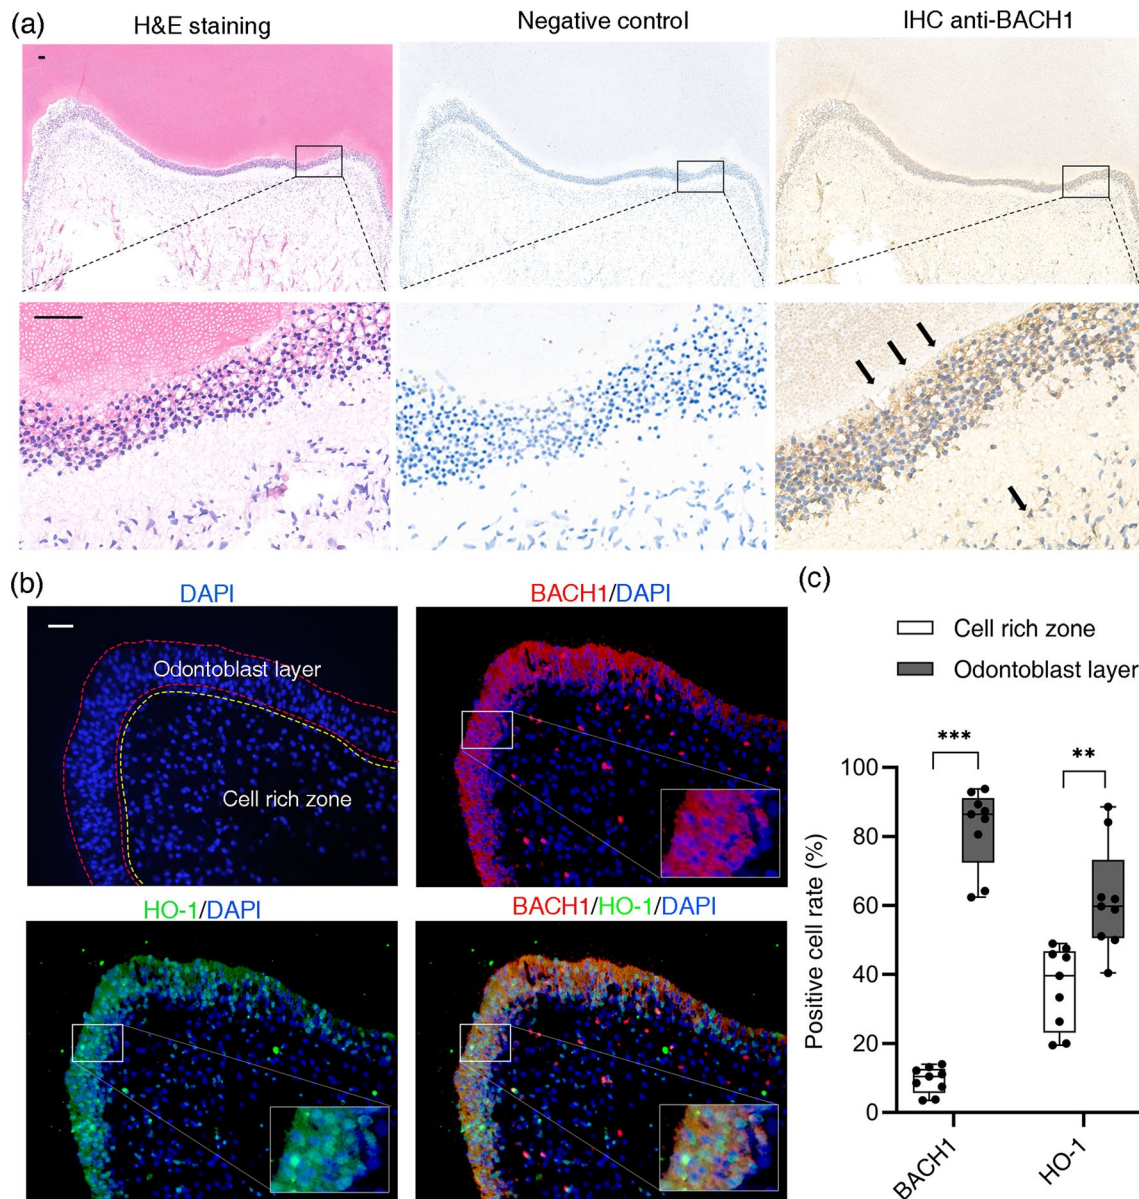 (a)
H&E staining
Negative control
IHC anti-BACH1
(b)
DAPI
Odontoblast layer
Cell rich zone
BACH1/DAPI
HO-1/DAPI
BACH1/HO-1/DAPI
(c)
Cell rich zone
Odontoblast layer
***
**
Positive cell rate (%)
100
80
60
40
20
0
BACH1
HO-1